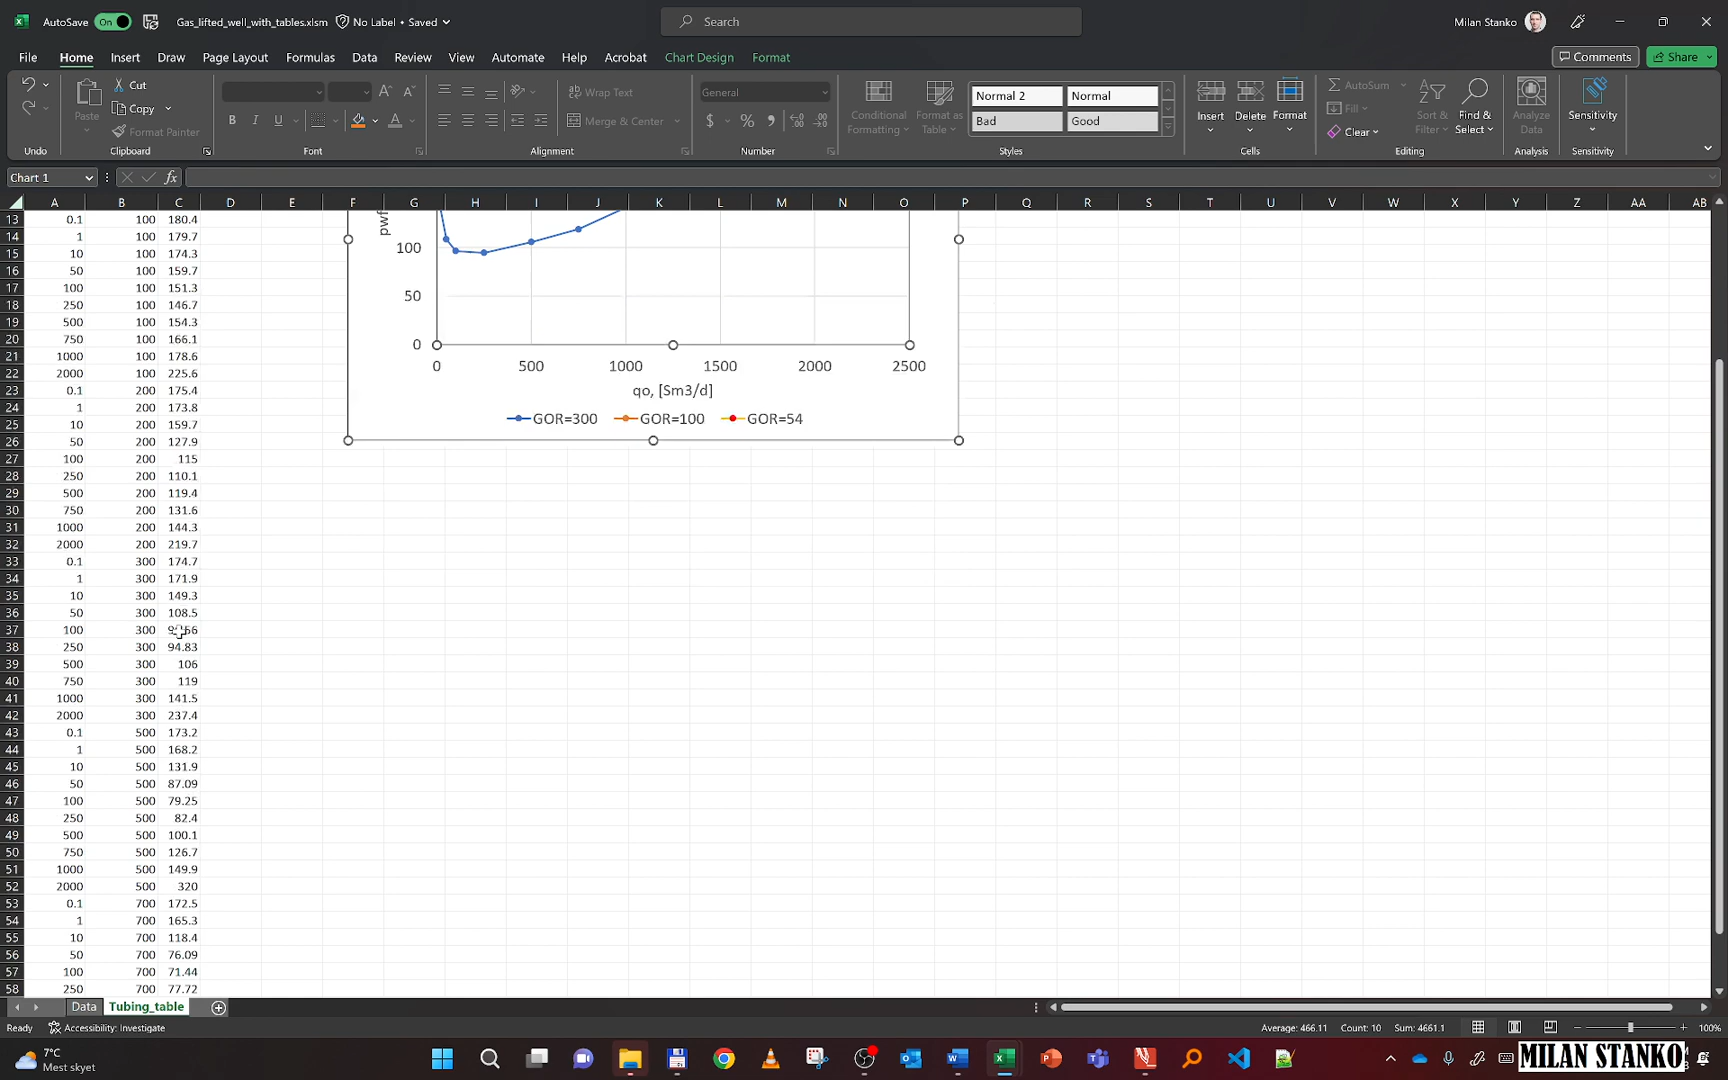 AutoSave On Gas_lifted_well_with_tables.xlsm No Label • Saved Search Milan Stanko
File Home Insert Draw Page Layout Formulas Data Review View Automate Help Acrobat Chart Design Format Comments Share
Paste Cut Copy Format Painter
B I U
Wrap Text
Merge & Center
General
$ % ,
Conditional Formatting
Format as Table
Normal 2 Normal
Bad Good
Insert Delete Format
AutoSum Fill Clear
Sort & Filter
Find & Select
Analyze Data
Sensitivity
Undo Clipboard Font Alignment Number Styles Cells Editing Analysis Sensitivity
Chart 1 fx
A B C D E F G H I J K L M N O P Q R S T U V W X Y Z AA AB
13 0.1 100 180.4
14 1 100 179.7
15 10 100 174.3
16 50 100 159.7
17 100 100 151.3
18 250 100 146.7
19 500 100 154.3
20 750 100 166.1
21 1000 100 178.6
22 2000 100 225.6
23 0.1 200 175.4
24 1 200 173.8
25 10 200 159.7
26 50 200 127.9
27 100 200 115
28 250 200 110.1
29 500 200 119.4
30 750 200 131.6
31 1000 200 144.3
32 2000 200 219.7
33 0.1 300 174.7
34 1 300 171.9
35 10 300 149.3
36 50 300 108.5
37 100 300
38 250 300 94.83
39 500 300 106
40 750 300 119
41 1000 300 141.5
42 2000 300 237.4
43 0.1 500 173.2
44 1 500 168.2
45 10 500 131.9
46 50 500 87.09
47 100 500 79.25
48 250 500 82.4
49 500 500 100.1
50 750 500 126.7
51 1000 500 149.9
52 2000 500 320
53 0.1 700 172.5
54 1 700 165.3
55 10 700 118.4
56 50 700 76.09
57 100 700 71.44
58 250 700 77.72
pwf
100
50
0
0 500 1000 1500 2000 2500
qo, [Sm3/d]
GOR=300 GOR=100 GOR=54
Data Tubing_table
Ready Accessibility: Investigate Average: 466.11 Count: 10 Sum: 4661.1 100%
7°C
Mest skyet
MILAN STANKO